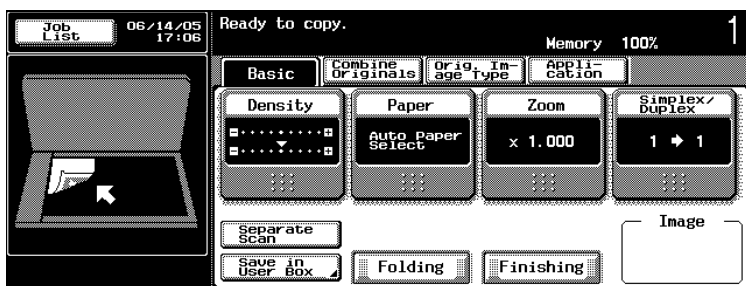 Job
List
06/14/05
17:06
Ready to copy.
Memory 100%
1
Basic
Combine
Originals
Orig. Im-
age Type
Appli-
cation
Density
Paper
Auto Paper
Select
Zoom
x 1.000
Simplex/
Duplex
1 ➔ 1
Separate
Scan
Save in
User Box
Folding
Finishing
Image